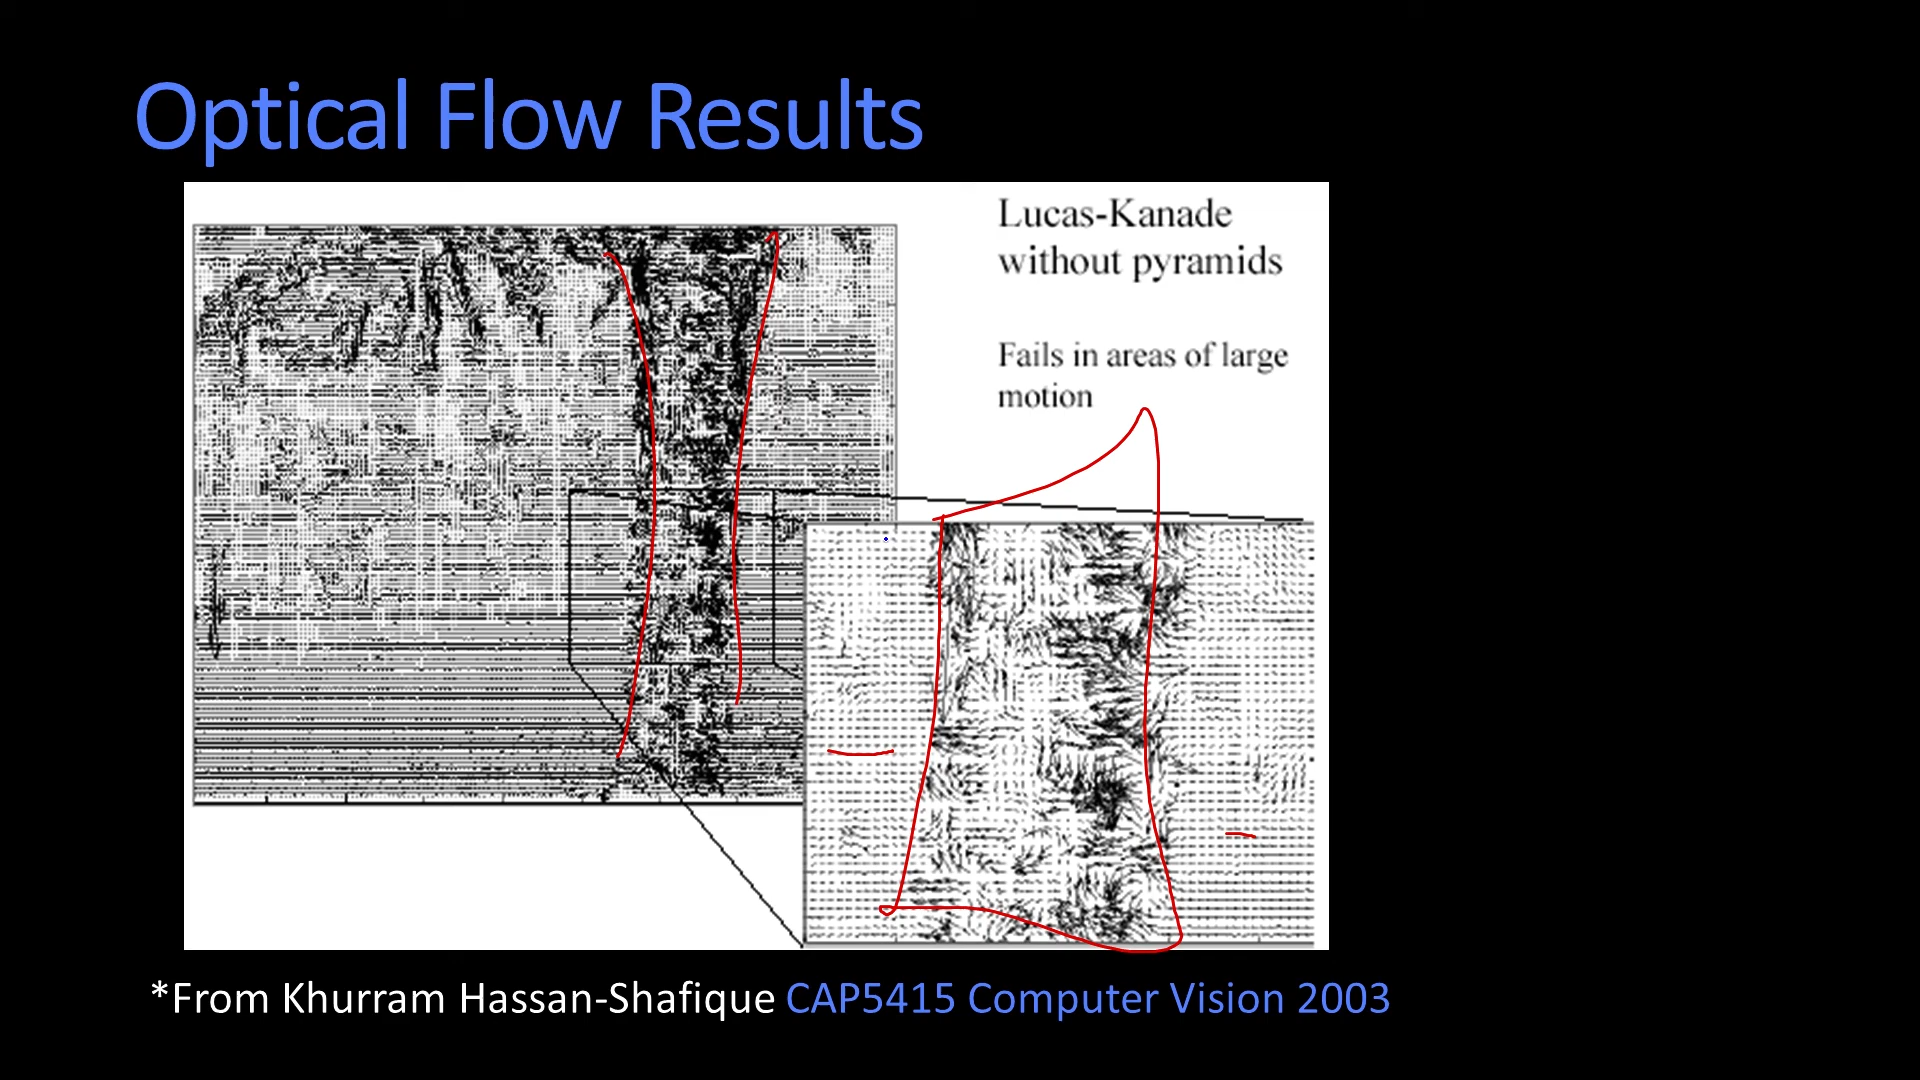 Optical Flow Results
Lucas-Kanade
without pyramids
Fails in areas of large
motion
*From Khurram Hassan-Shafique CAP5415 Computer Vision 2003